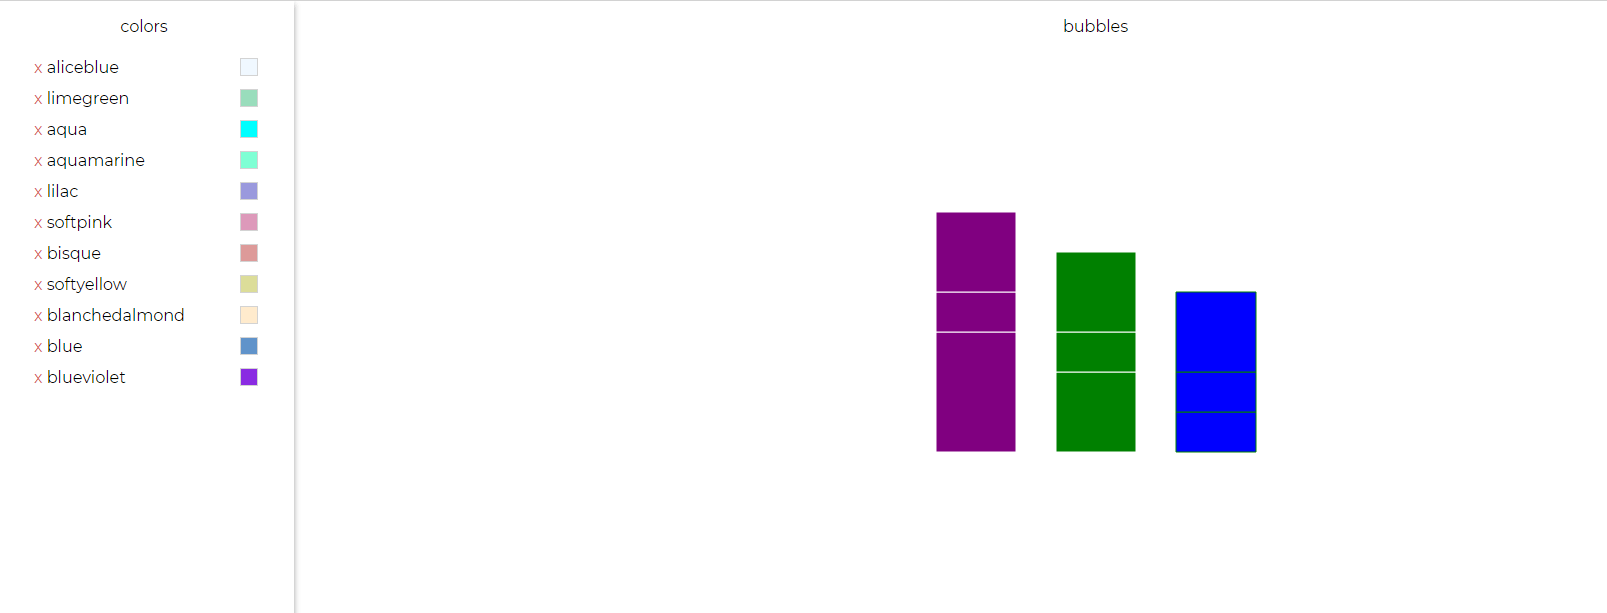 colors
x aliceblue
x limegreen
x aqua
x aquamarine
x lilac
x softpink
x bisque
x softyellow
x blanchedalmond
x blue
x blueviolet
bubbles